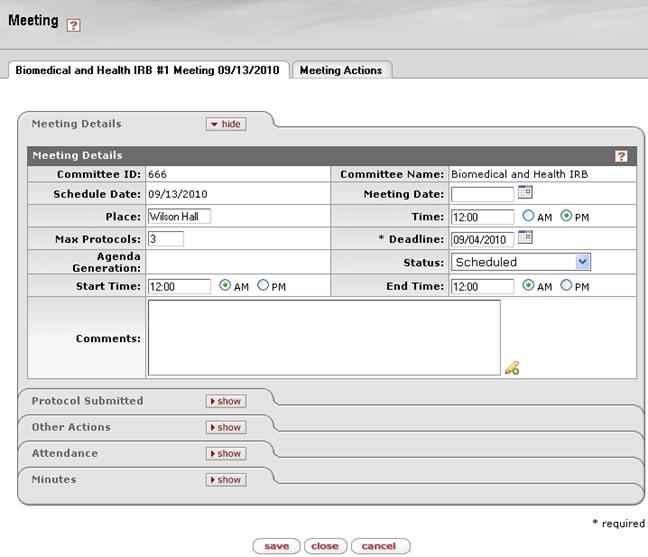 Meeting ?
Biomedical and Health IRB #1 Meeting 09/13/2010 Meeting Actions
Meeting Details hide
Meeting Details ?
Committee ID: 666 Committee Name: Biomedical and Health IRB
Schedule Date: 09/13/2010 Meeting Date:
Place: Wilson Hall Time: 12:00 AM PM
Max Protocols: 3 * Deadline: 09/04/2010
Agenda
Generation: Status: Scheduled
Start Time: 12:00 AM PM End Time: 12:00 AM PM
Comments:
Protocol Submitted show
Other Actions show
Attendance show
Minutes show
* required
save close cancel